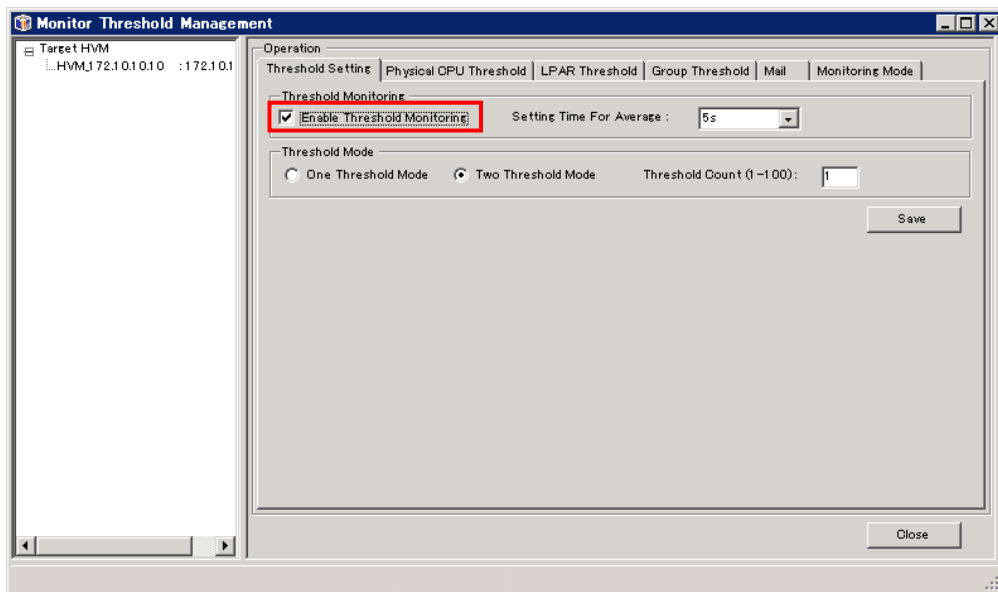 Monitor Threshold Management
Target HVM
HVM_172.10.10.10 :172.10.1
Operation
Threshold Setting Physical CPU Threshold LPAR Threshold Group Threshold Mail Monitoring Mode
Threshold Monitoring
Enable Threshold Monitoring Setting Time For Average : 5s
Threshold Mode
One Threshold Mode Two Threshold Mode Threshold Count (1-100): 1
Save
Close